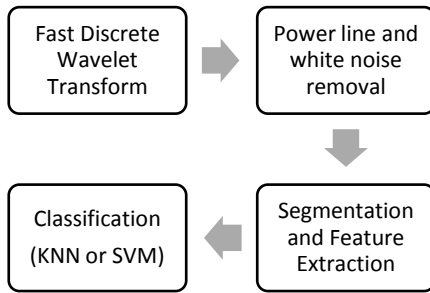 Fast Discrete
Wavelet
Transform
Power line and
white noise
removal
Segmentation
and Feature
Extraction
Classification
(KNN or SVM)